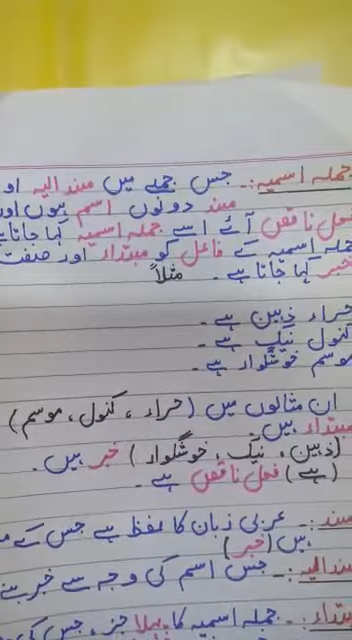 جملہ اسمیہ:۔ جس جملے میں مسند الیہ او
مسند دونوں اسم ہوں اور
فعل ناقص آئے اسے جملہ اسمیہ کہا جاتا ہے
جملہ اسمیہ کے فاعل کو مبتداء اور صفت
خبر کہا جاتا ہے۔ مثلاً
حراء ذہین ہے۔
کنول نیک ہے۔
موسم خوشگوار ہے۔
ان مثالوں میں (حراء، کنول، موسم)
مبتداء ہیں۔
(ذہین، نیک، خوشگوار) خبر ہیں۔
(ہے) فعل ناقص ہے۔
مسند:۔ عربی زبان کا لفظ ہے جس کے
ہیں (خبر)
مسند الیہ:۔ جس اسم کی وجہ سے خبر بنے
مبتداء:۔ جملہ اسمیہ کا پہلا جز، جس کی